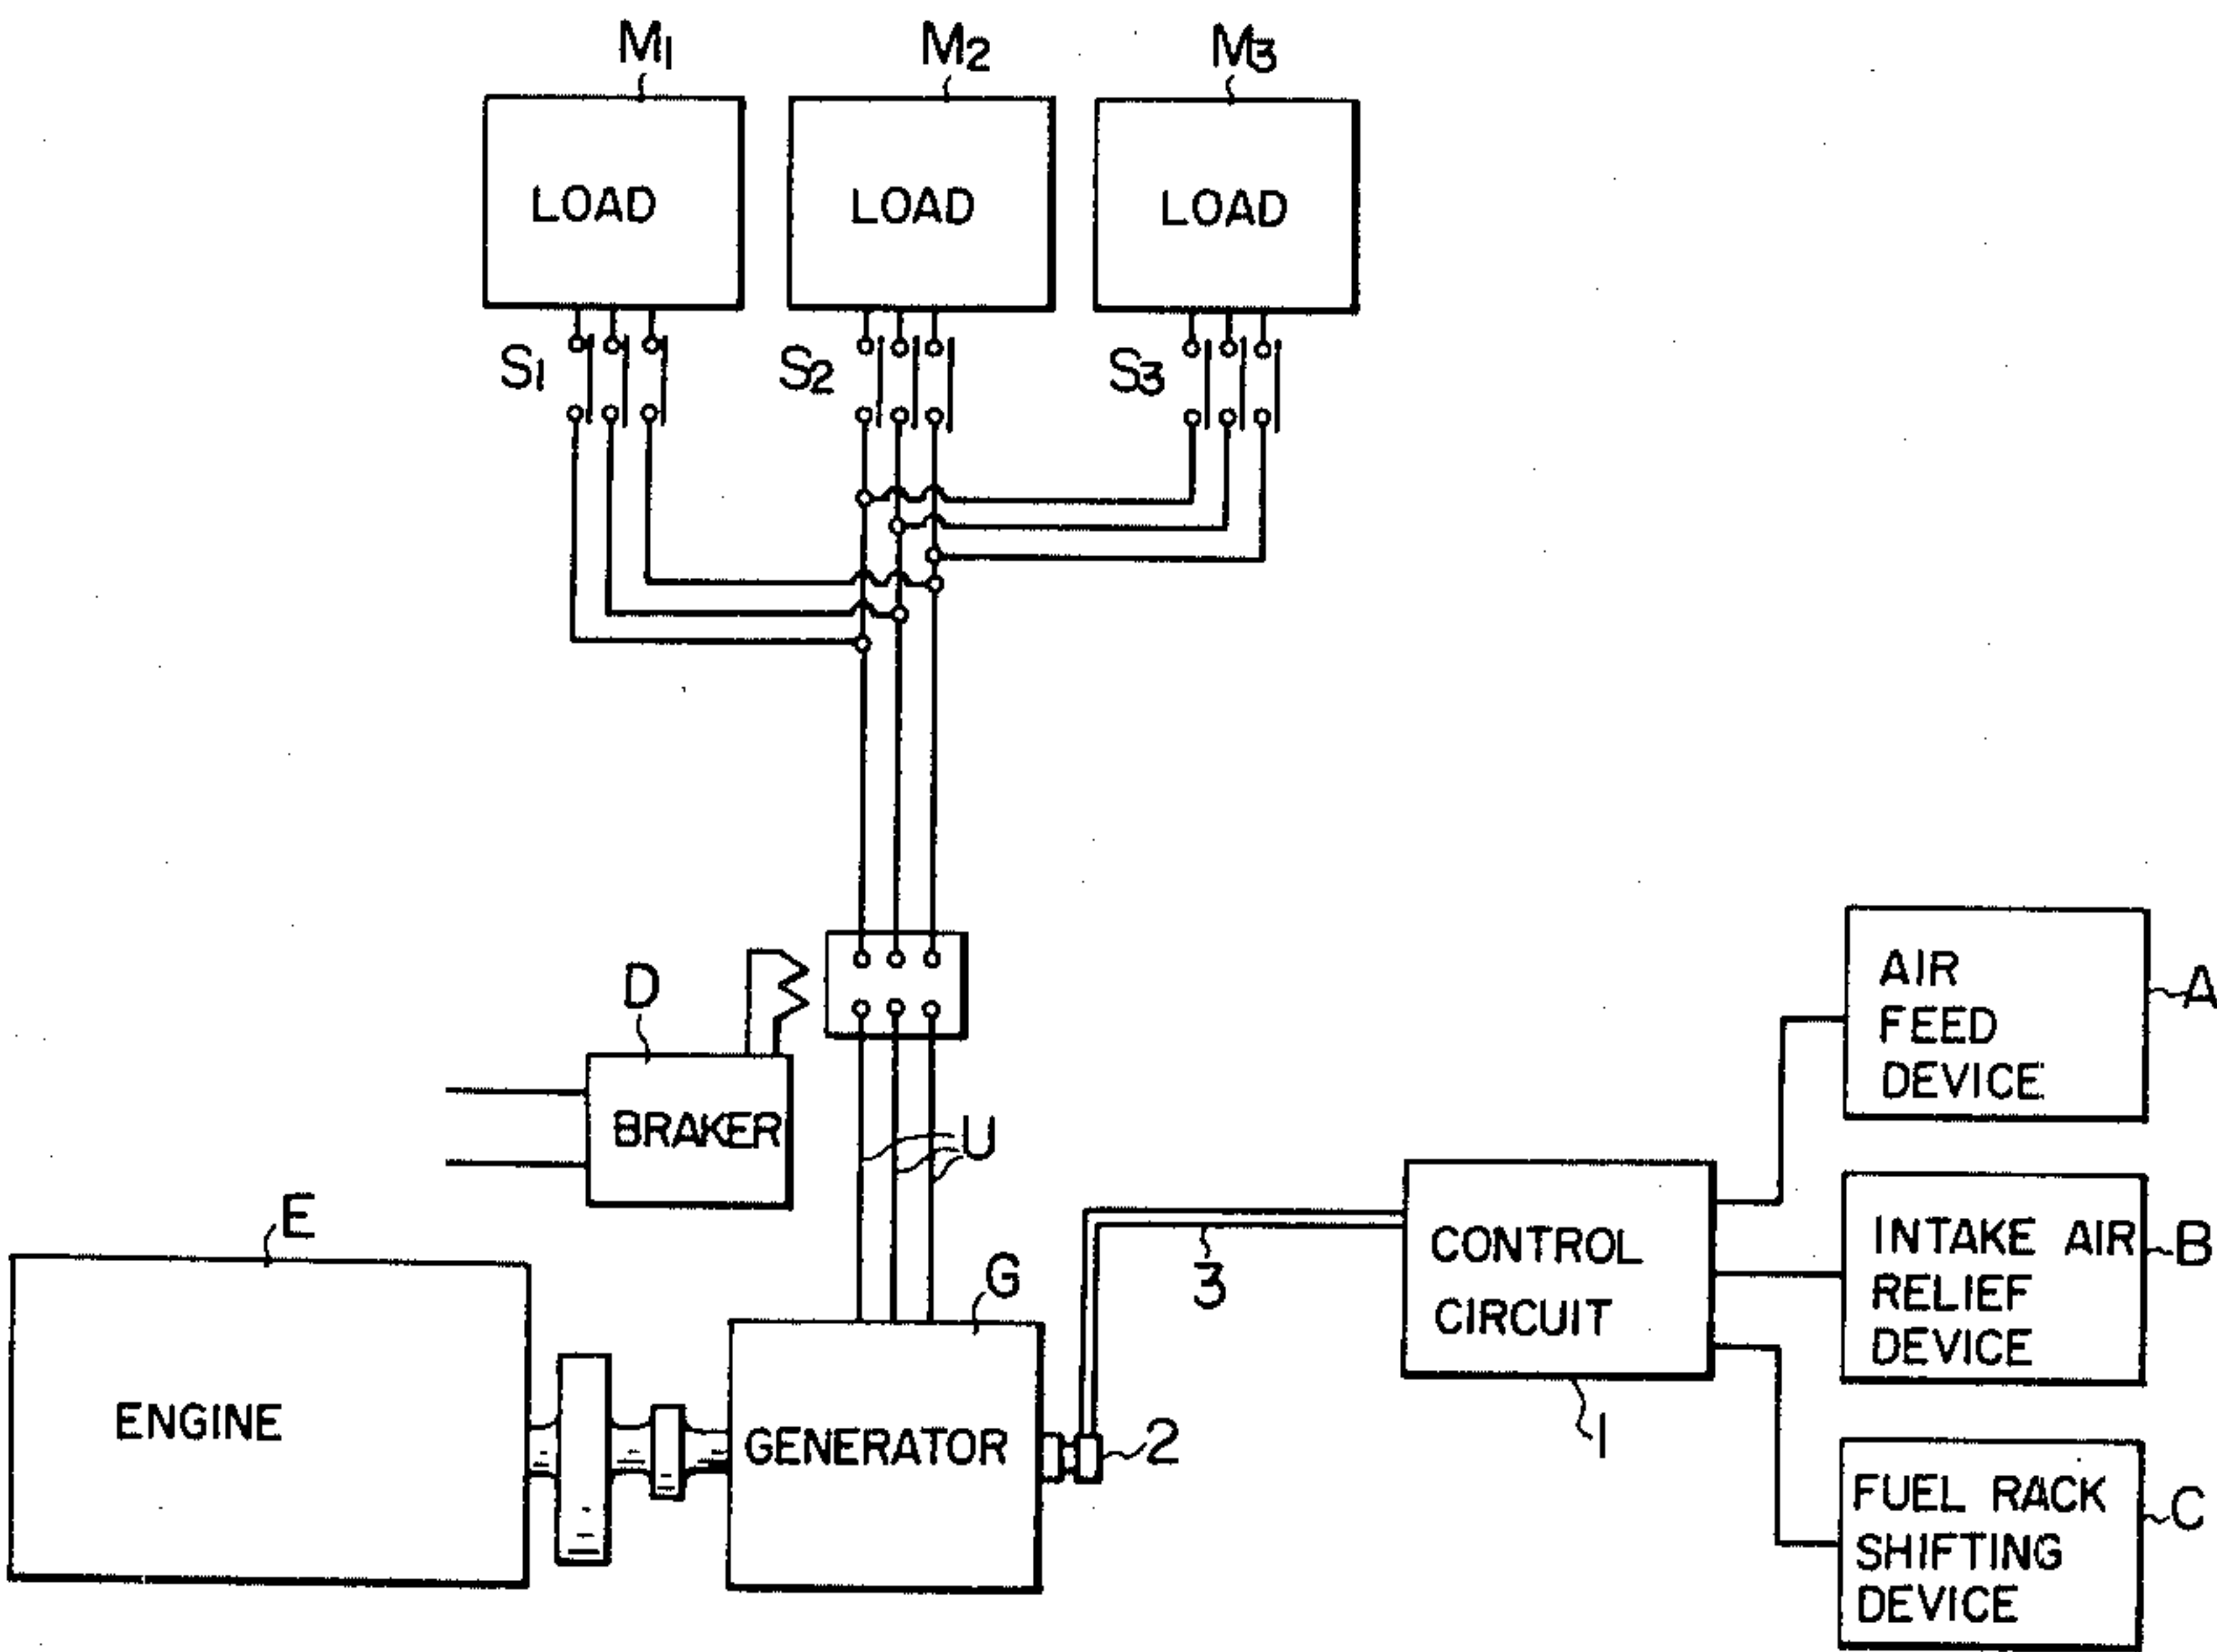 M1
M2
M3
LOAD
LOAD
LOAD
S1
S2
S3
D
BRAKER
U
AIR
FEED
DEVICE
A
E
ENGINE
G
GENERATOR
2
3
CONTROL
CIRCUIT
1
INTAKE AIR
RELIEF
DEVICE
B
FUEL RACK
SHIFTING
DEVICE
C